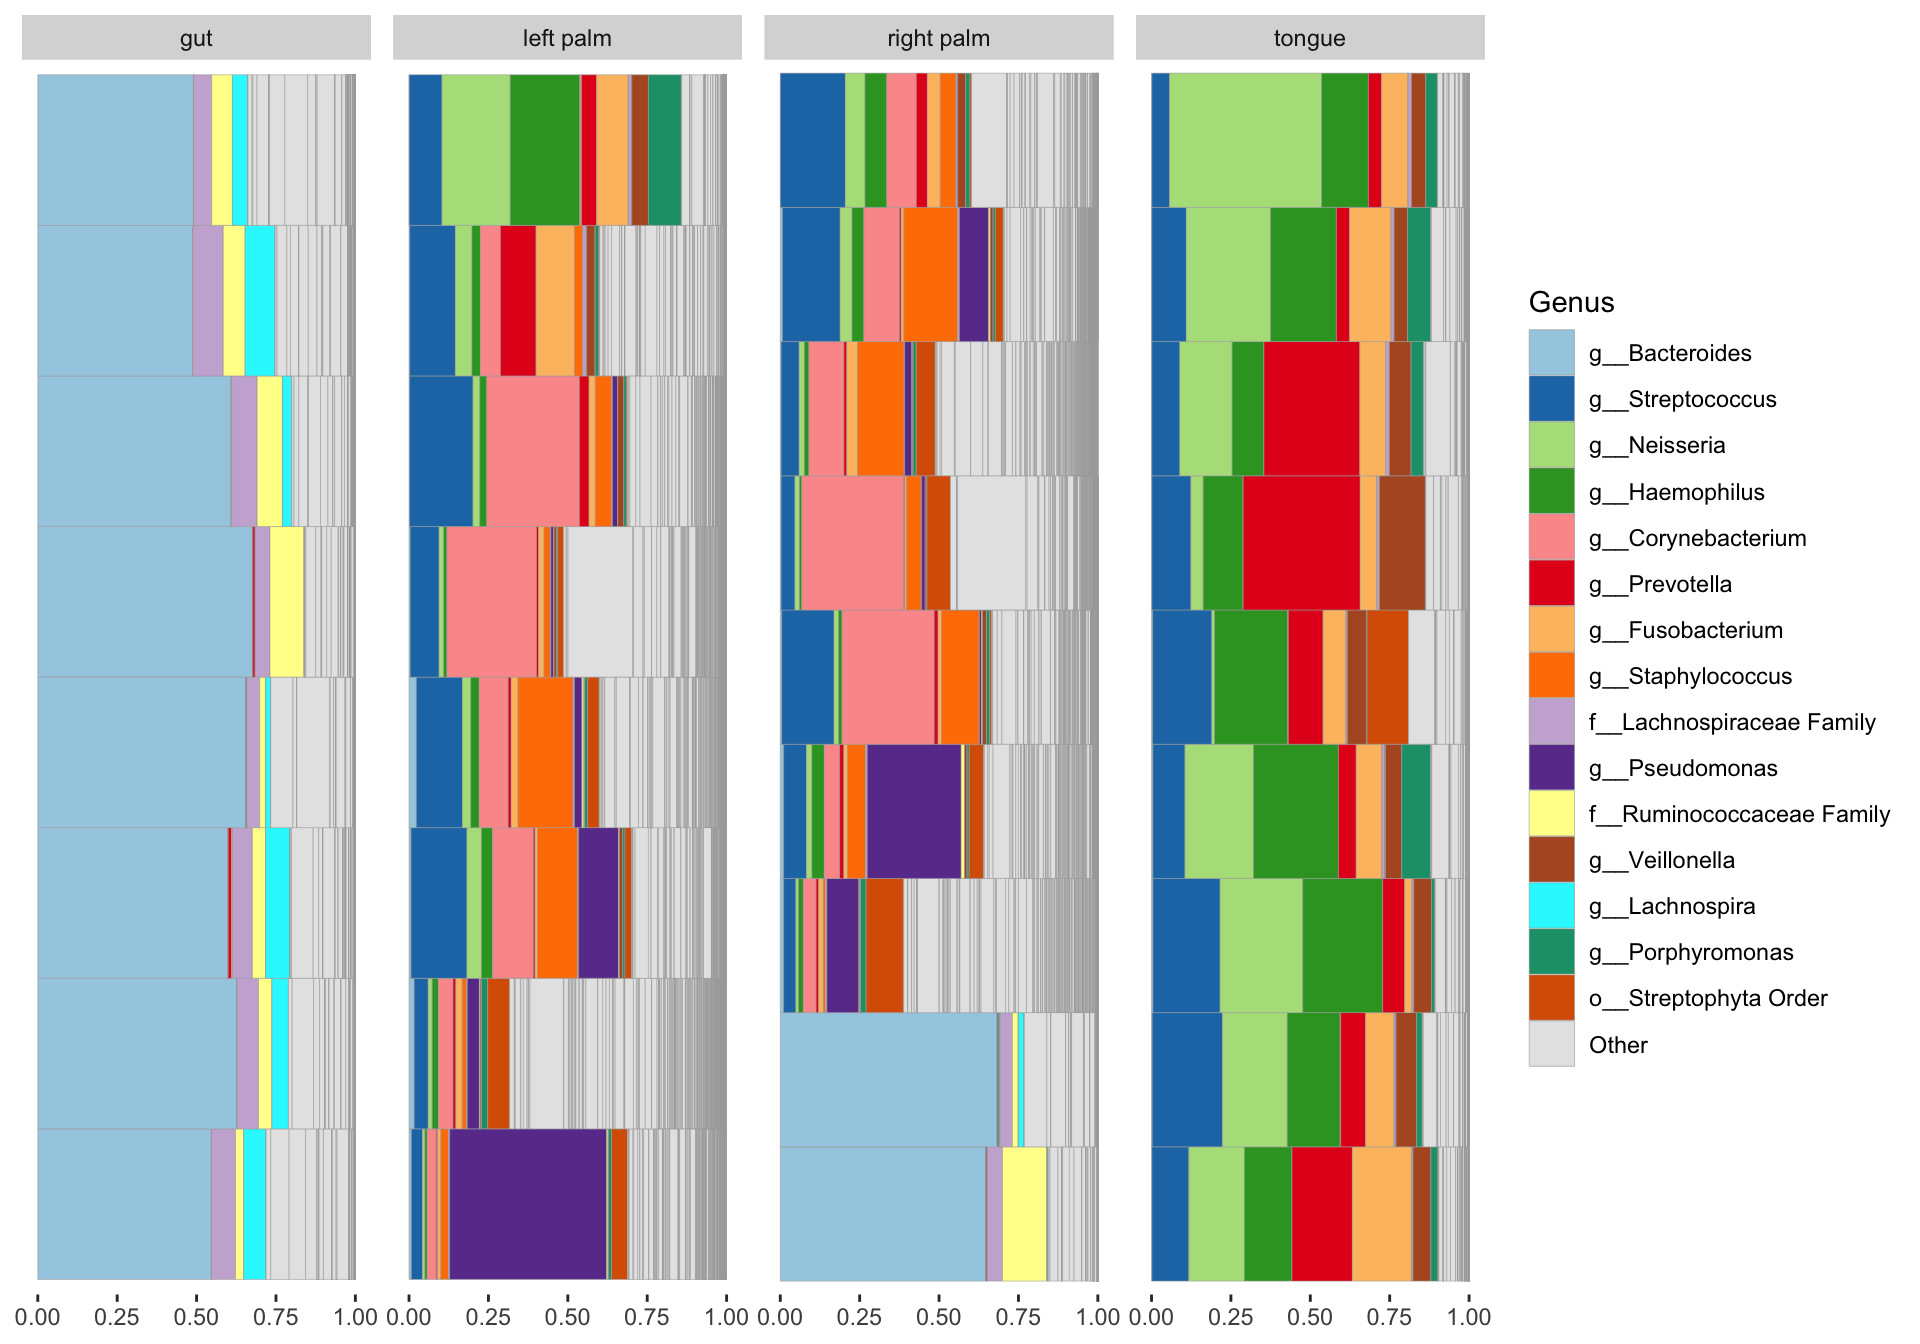 gut
left palm
right palm
tongue
Genus
g__Bacteroides
g__Streptococcus
g__Neisseria
g__Haemophilus
g__Corynebacterium
g__Prevotella
g__Fusobacterium
g__Staphylococcus
f__Lachnospiraceae Family
g__Pseudomonas
f__Ruminococcaceae Family
g__Veillonella
g__Lachnospira
g__Porphyromonas
o__Streptophyta Order
Other
0.00 0.25 0.50 0.75 1.00
0.00 0.25 0.50 0.75 1.00
0.00 0.25 0.50 0.75 1.00
0.00 0.25 0.50 0.75 1.00